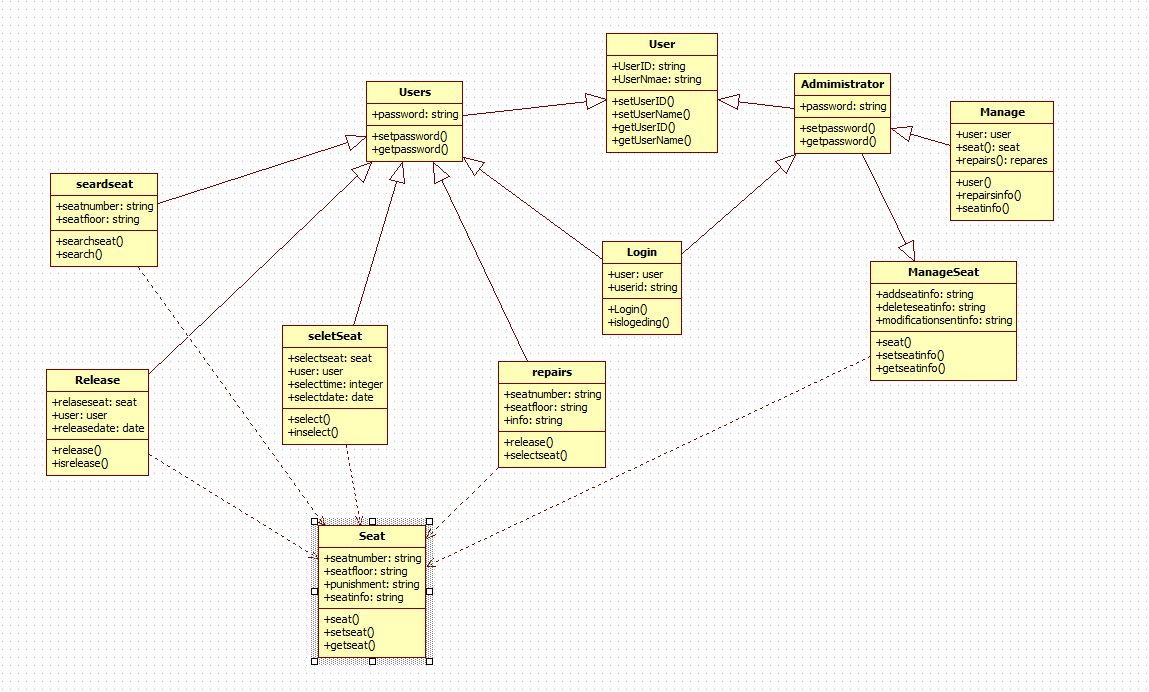 User
+UserID: string
+UserNmae: string
+setUserID()
+setUserName()
+getUserID()
+getUserName()
Users
+password: string
+setpassword()
+getpassword()
Admimistrator
+password: string
+setpassword()
+getpassword()
Manage
+user: user
+seat(): seat
+repairs(): repares
+user()
+repairsinfo()
+seatinfo()
seardseat
+seatnumber: string
+seatfloor: string
+searchseat()
+search()
Login
+user: user
+userid: string
+Login()
+islogeding()
ManageSeat
+addseatinfo: string
+deleteseatinfo: string
+modificationsentinfo: string
+seat()
+setseatinfo()
+getseatinfo()
seletSeat
+selectseat: seat
+user: user
+selecttime: integer
+selectdate: date
+select()
+inselect()
Release
+relaseseat: seat
+user: user
+releasedate: date
+release()
+isrelease()
repairs
+seatnumber: string
+seatfloor: string
+info: string
+release()
+selectseat()
Seat
+seatnumber: string
+seatfloor: string
+punishment: string
+seatinfo: string
+seat()
+setseat()
+getseat()